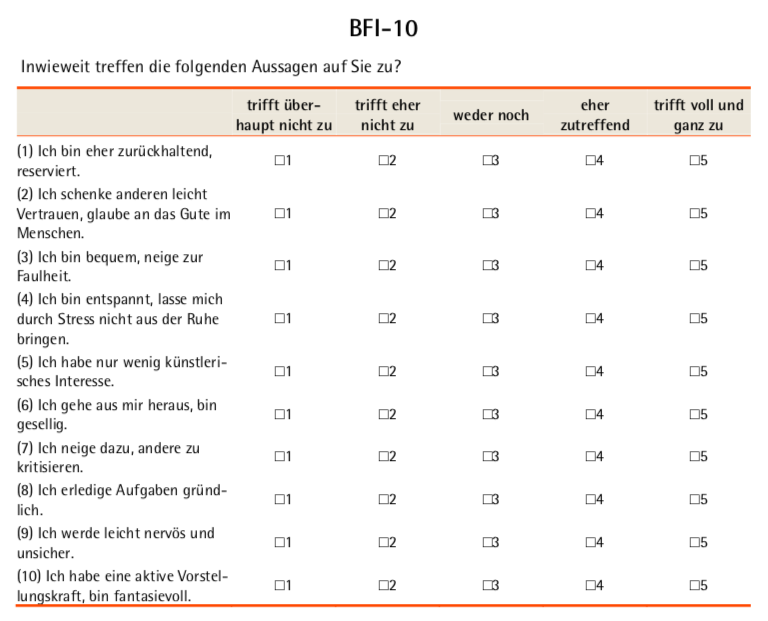 BFI-10
Inwieweit treffen die folgenden Aussagen auf Sie zu?
trifft über-
haupt nicht zu
trifft eher
nicht zu
weder noch
eher
zutreffend
trifft voll und
ganz zu
(1) Ich bin eher zurückhaltend,
reserviert.
□1 □2 □3 □4 □5
(2) Ich schenke anderen leicht
Vertrauen, glaube an das Gute im
Menschen.
□1 □2 □3 □4 □5
(3) Ich bin bequem, neige zur
Faulheit.
□1 □2 □3 □4 □5
(4) Ich bin entspannt, lasse mich
durch Stress nicht aus der Ruhe
bringen.
□1 □2 □3 □4 □5
(5) Ich habe nur wenig künstleri-
sches Interesse.
□1 □2 □3 □4 □5
(6) Ich gehe aus mir heraus, bin
gesellig.
□1 □2 □3 □4 □5
(7) Ich neige dazu, andere zu
kritisieren.
□1 □2 □3 □4 □5
(8) Ich erledige Aufgaben gründ-
lich.
□1 □2 □3 □4 □5
(9) Ich werde leicht nervös und
unsicher.
□1 □2 □3 □4 □5
(10) Ich habe eine aktive Vorstel-
lungskraft, bin fantasievoll.
□1 □2 □3 □4 □5